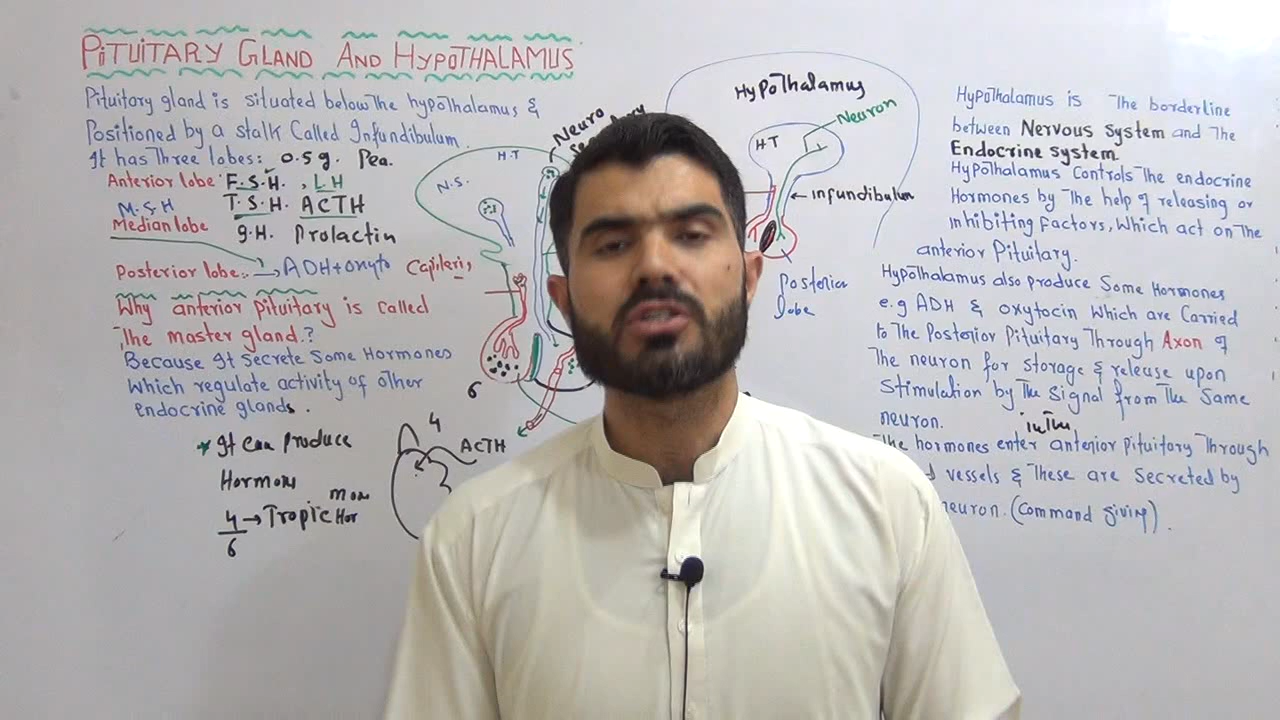 PITUITARY GLAND AND HYPOTHALAMUS
Pituitary gland is situated below The hypothalamus &
Positioned by a stalk Called Infundibulum.
It has Three lobes: 0.5g. Pea.
Anterior lobe F.S.H. , LH
M.S.H T.S.H. ACTH
Median lobe g.H. Prolactin
Posterior lobe: → ADH+oxyto
Why anterior pituitary is called
The master gland.?
Because It Secrete Some Hormones
Which regulate activity of other
endocrine glands.
It can Produce
Hormons
4/6 → Tropic Hor
mon
Neuro
H.T
N.S.
Capileris
6
4
ACTH
Hypothalamus
Neuron
H.T
← infundibulum
Posterior
lobe
Hypothalamus is The borderline
between Nervous System and The
Endocrine System
Hypothalamus Controls The endocrine
Hormones by The help of releasing or
inhibiting factors, Which act on The
anterior Pituitary.
Hypothalamus also produce Some Hormones
e.g ADH & oxytocin Which are Carried
to The Posterior Pituitary Through Axon of
The neuron for Storage & release upon
Stimulation by The Signal from The Same
neuron.
The hormones enter anterior Pituitary Through
vessels & These are Secreted by
neuron. (Command giving).